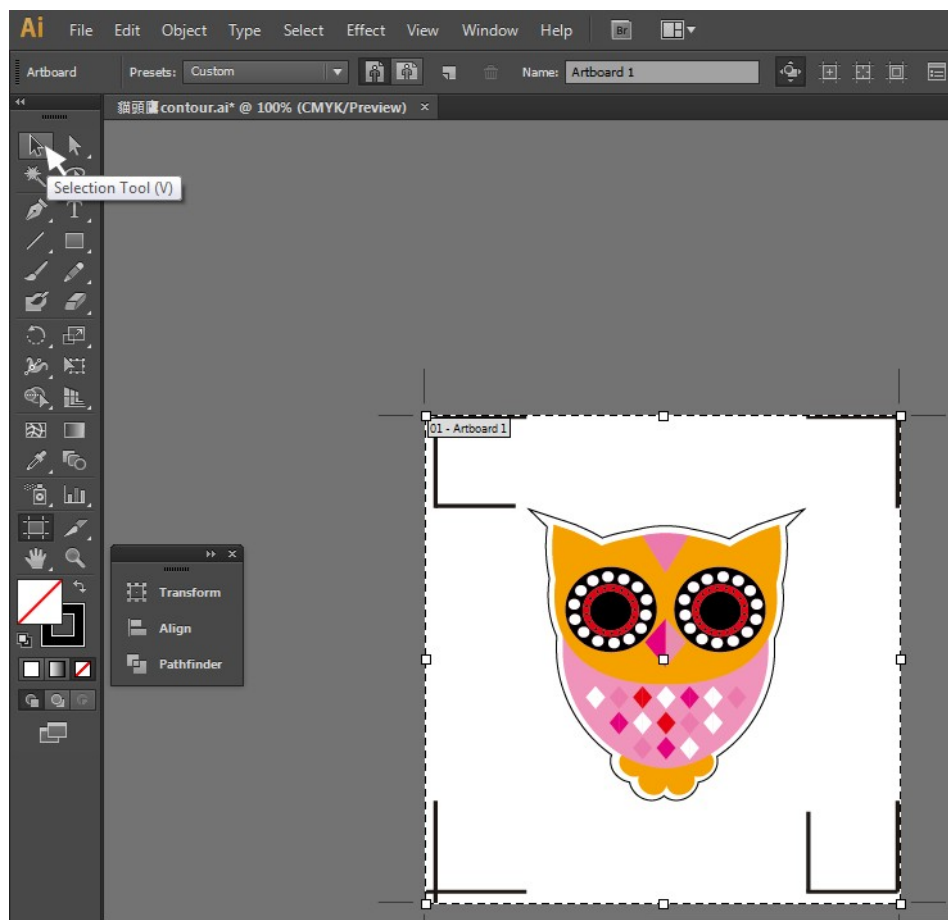 Ai File Edit Object Type Select Effect View Window Help Br
Artboard Presets: Custom Name: Artboard 1
貓頭鷹contour.ai* @ 100% (CMYK/Preview) ×
Selection Tool (V)
T
01 - Artboard 1
Transform
Align
Pathfinder